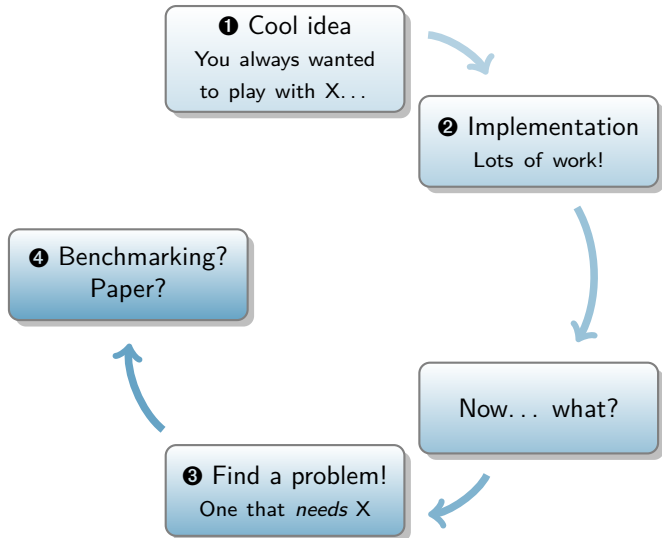 ❶ Cool idea
You always wanted
to play with X...
❷ Implementation
Lots of work!
Now... what?
❸ Find a problem!
One that needs X
❹ Benchmarking?
Paper?